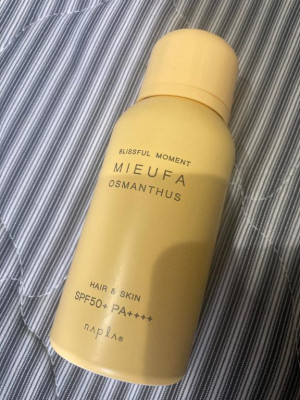 BLISSFUL MOMENT
MIEUFA
OSMANTHUS
HAIR & SKIN
SPF50+ PA++++
napla®